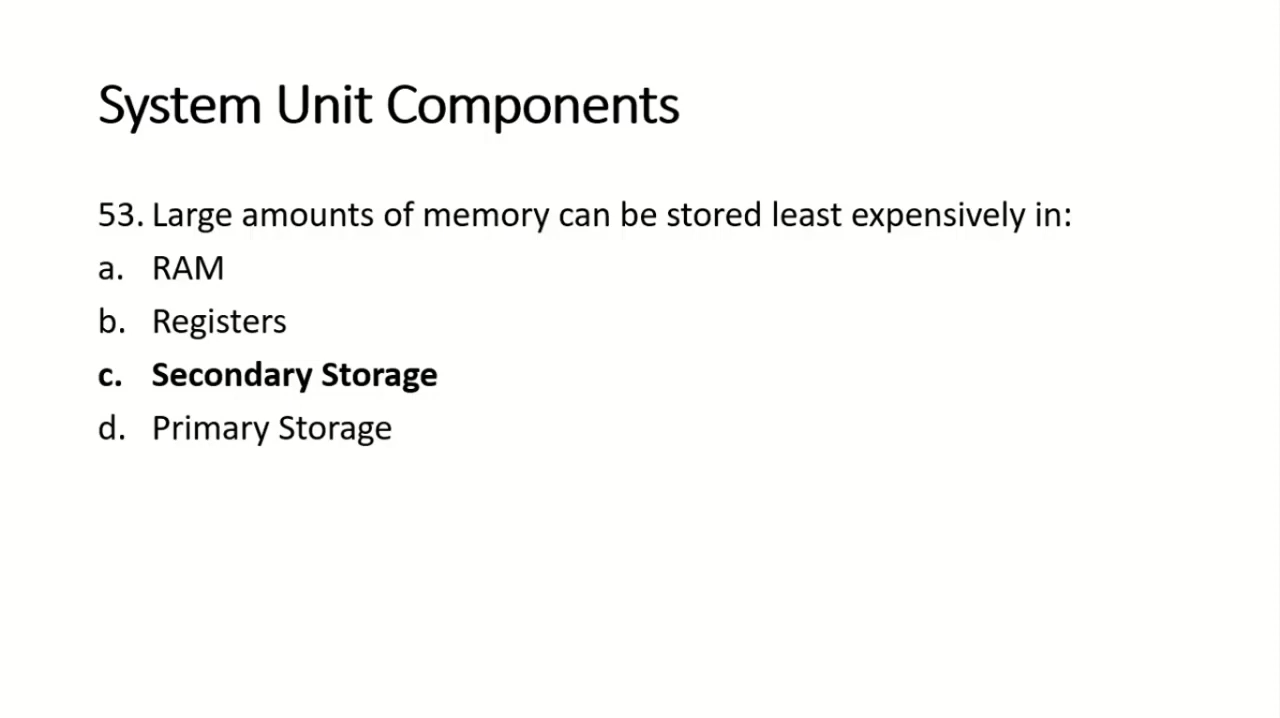 System Unit Components
53. Large amounts of memory can be stored least expensively in:
a. RAM
b. Registers
c. Secondary Storage
d. Primary Storage